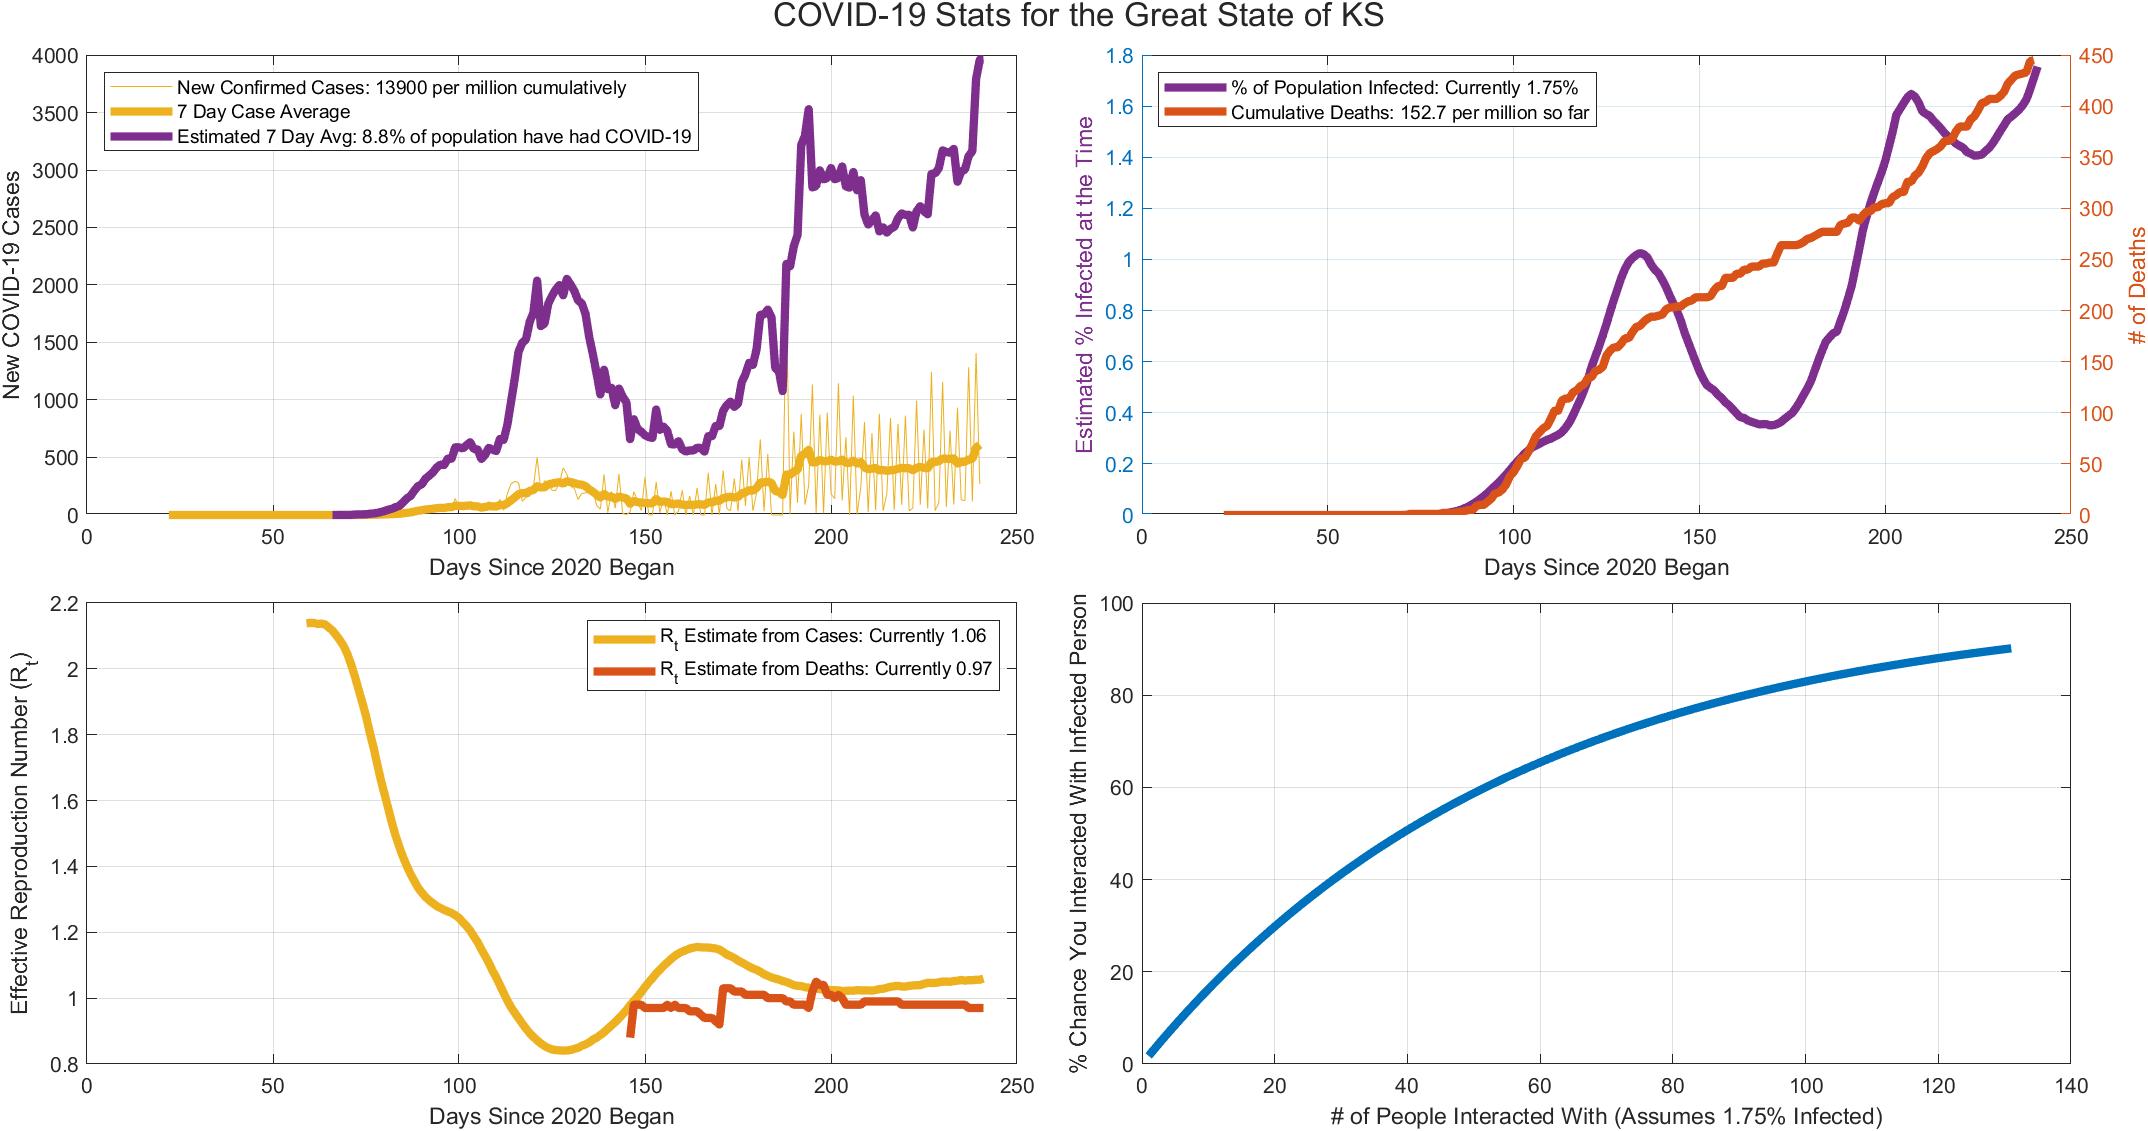 COVID-19 Stats for the Great State of KS
New COVID-19 Cases
4000
3500
3000
2500
2000
1500
1000
500
0
New Confirmed Cases: 13900 per million cumulatively
7 Day Case Average
Estimated 7 Day Avg: 8.8% of population have had COVID-19
0 50 100 150 200 250
Days Since 2020 Began
Estimated % Infected at the Time
1.8
1.6
1.4
1.2
1
0.8
0.6
0.4
0.2
0
% of Population Infected: Currently 1.75%
Cumulative Deaths: 152.7 per million so far
450
400
350
300
250
200
150
100
50
0
# of Deaths
0 50 100 150 200 250
Days Since 2020 Began
Effective Reproduction Number (Rt)
2.2
2
1.8
1.6
1.4
1.2
1
0.8
Rt Estimate from Cases: Currently 1.06
Rt Estimate from Deaths: Currently 0.97
0 50 100 150 200 250
Days Since 2020 Began
% Chance You Interacted With Infected Person
100
80
60
40
20
0
0 20 40 60 80 100 120 140
# of People Interacted With (Assumes 1.75% Infected)